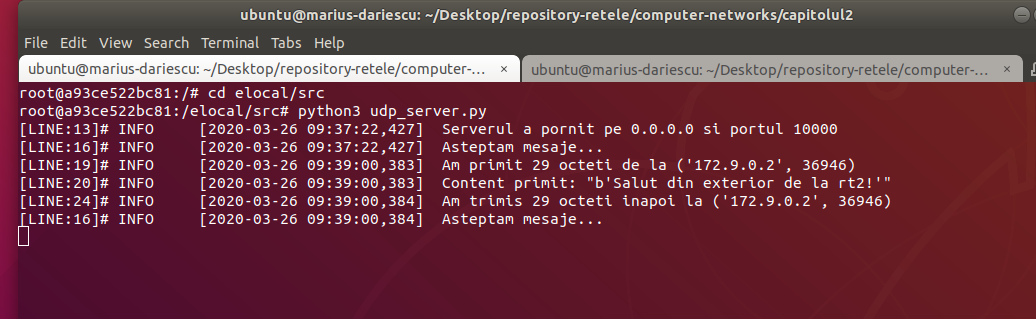 ubuntu@marius-dariescu: ~/Desktop/repository-retele/computer-networks/capitolul2
File Edit View Search Terminal Tabs Help
ubuntu@marius-dariescu: ~/Desktop/repository-retele/computer-... × ubuntu@marius-dariescu: ~/Desktop/repository-retele/computer-... ×
root@a93ce522bc81:/# cd elocal/src
root@a93ce522bc81:/elocal/src# python3 udp_server.py
[LINE:13]# INFO     [2020-03-26 09:37:22,427]  Serverul a pornit pe 0.0.0.0 si portul 10000
[LINE:16]# INFO     [2020-03-26 09:37:22,427]  Asteptam mesaje...
[LINE:19]# INFO     [2020-03-26 09:39:00,383]  Am primit 29 octeti de la ('172.9.0.2', 36946)
[LINE:20]# INFO     [2020-03-26 09:39:00,383]  Content primit: "b'Salut din exterior de la rt2!'"
[LINE:24]# INFO     [2020-03-26 09:39:00,384]  Am trimis 29 octeti inapoi la ('172.9.0.2', 36946)
[LINE:16]# INFO     [2020-03-26 09:39:00,384]  Asteptam mesaje...